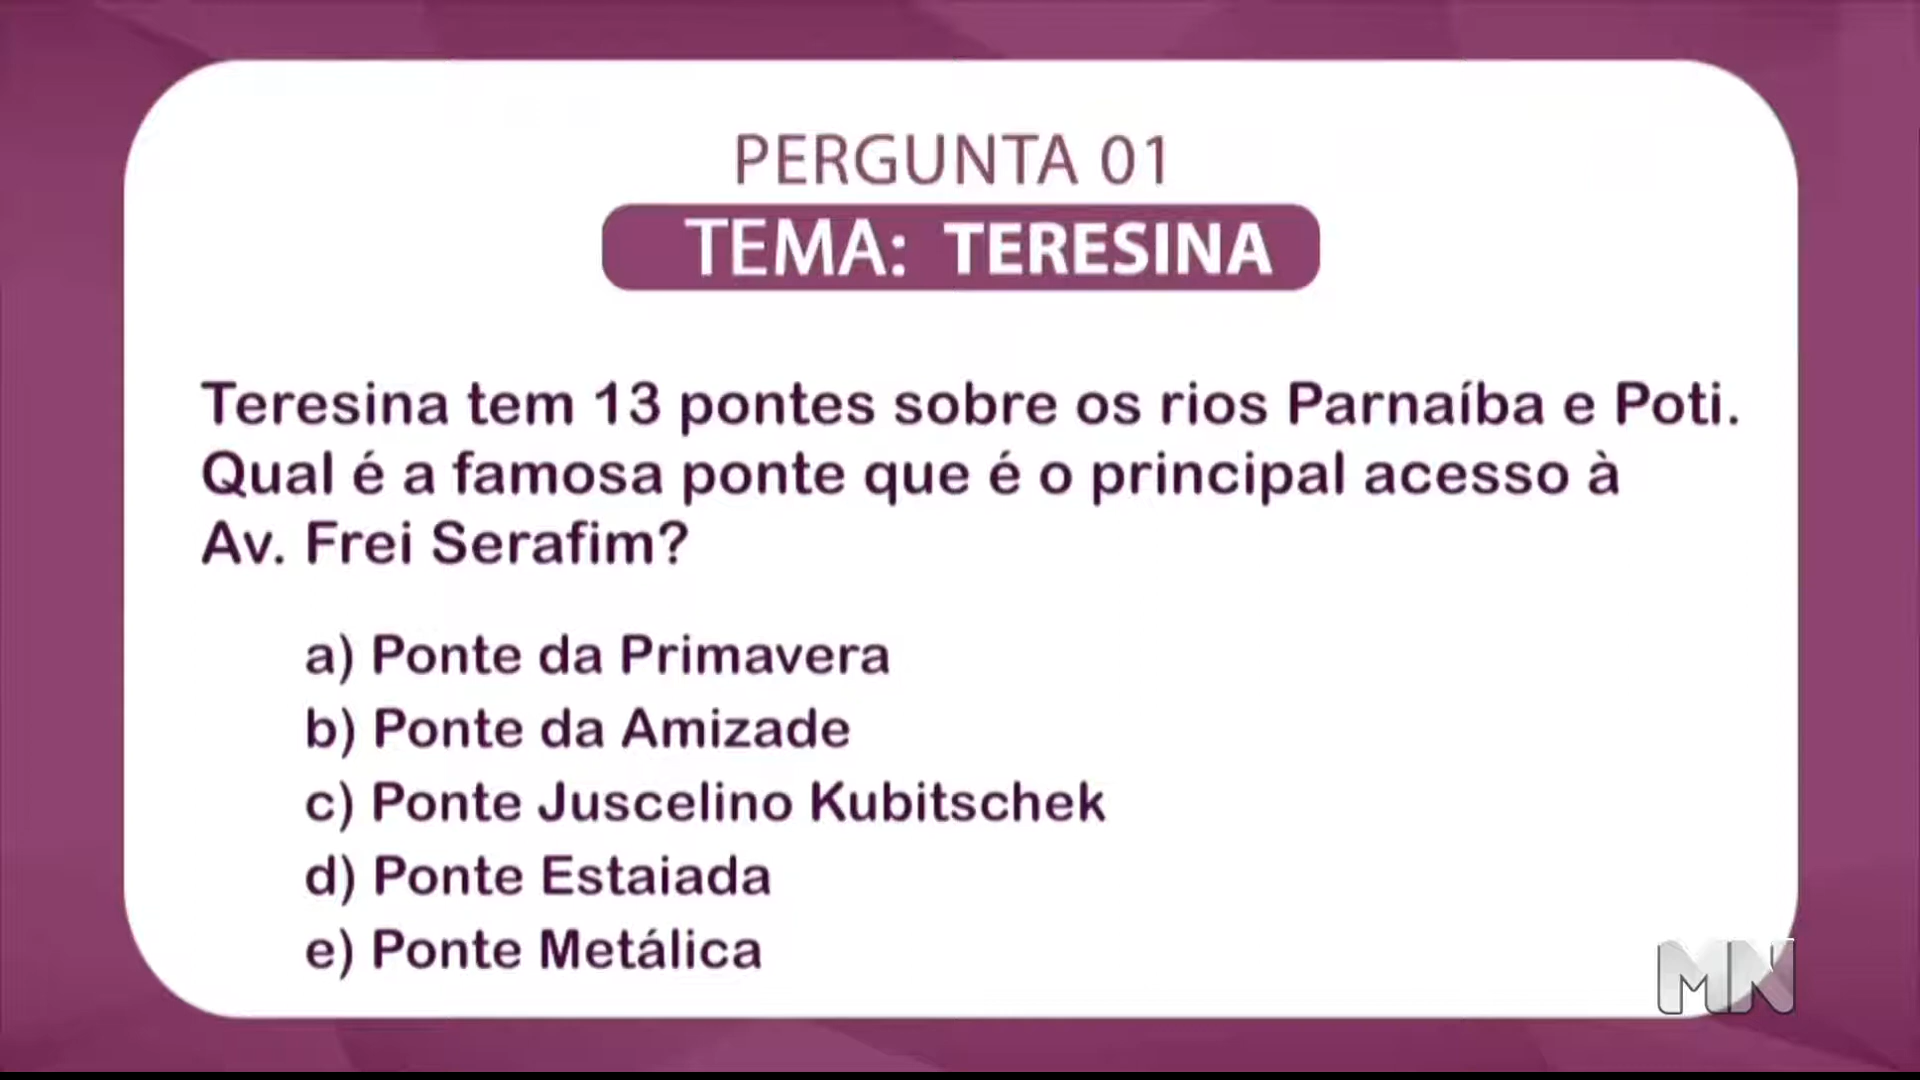 PERGUNTA 01
TEMA: TERESINA
Teresina tem 13 pontes sobre os rios Parnaíba e Poti.
Qual é a famosa ponte que é o principal acesso à
Av. Frei Serafim?
a) Ponte da Primavera
b) Ponte da Amizade
c) Ponte Juscelino Kubitschek
d) Ponte Estaiada
e) Ponte Metálica
MN